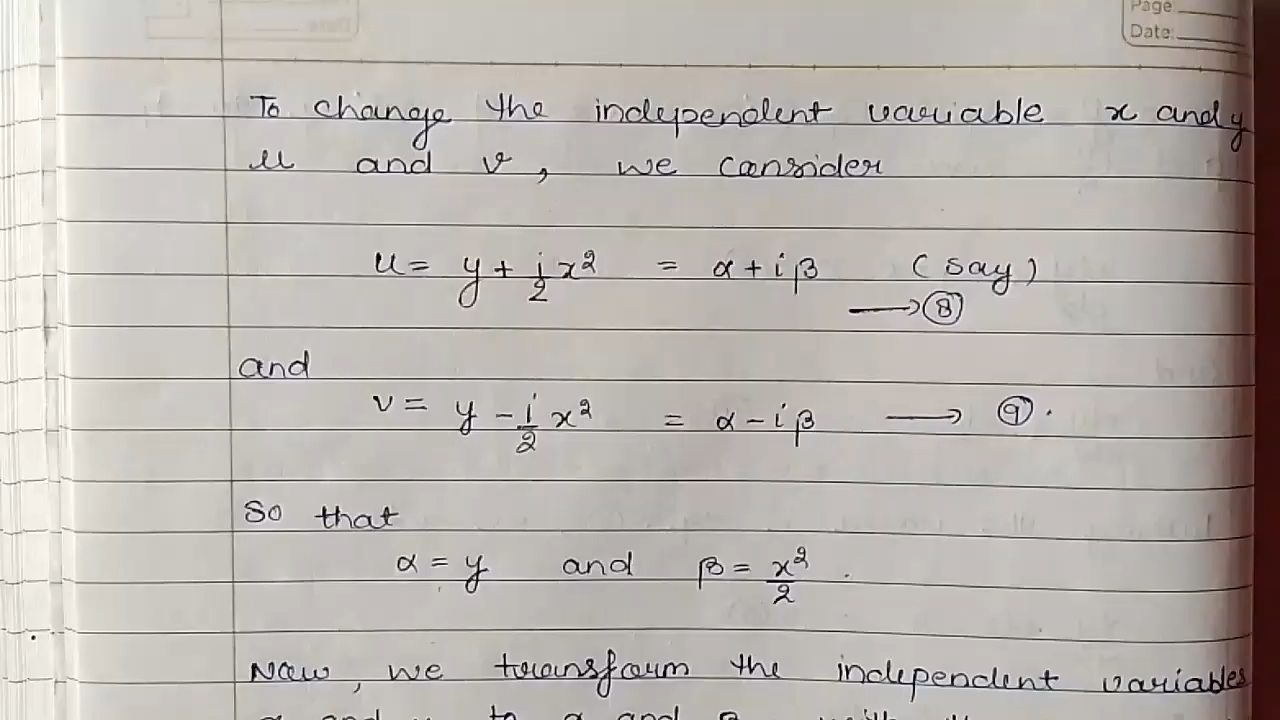 Page
Date:
To change the independent variable x and y
u and v, we consider
u = y + i/2 x² = α + iβ (say)
⟶ ⑧
and
v = y - i/2 x² = α - iβ ⟶ ⑨.
So that
α = y and β = x²/2 .
Now, we transform the independent variables